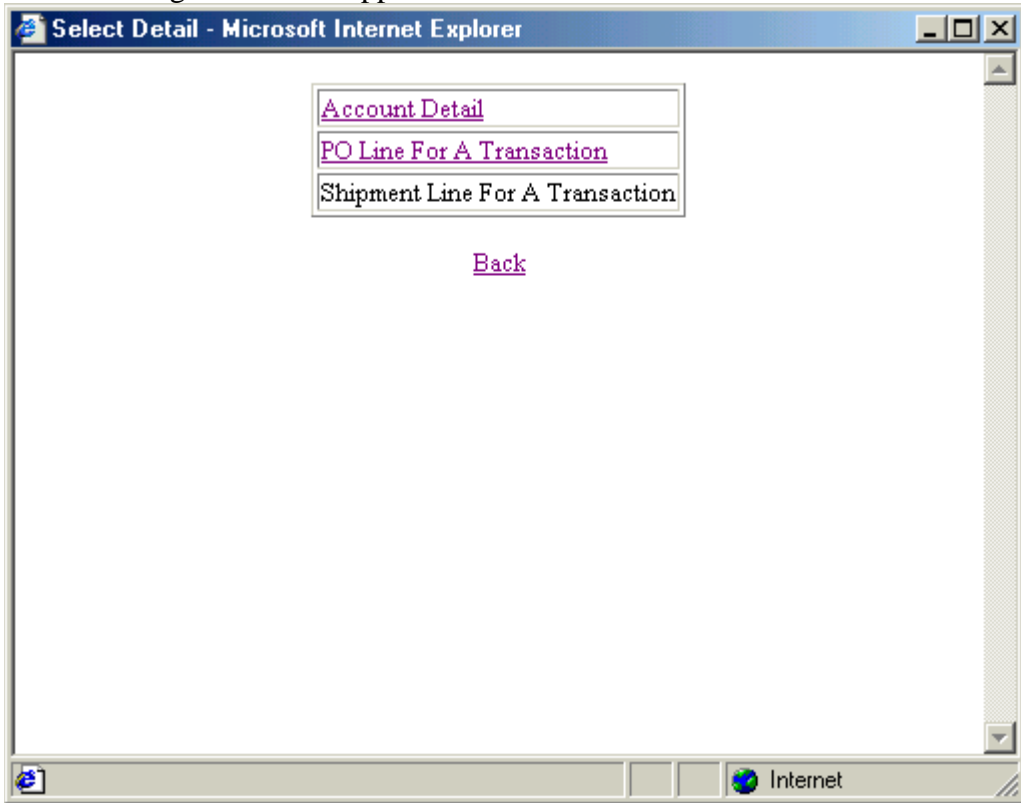 Select Detail - Microsoft Internet Explorer
Account Detail
PO Line For A Transaction
Shipment Line For A Transaction
Back
Internet